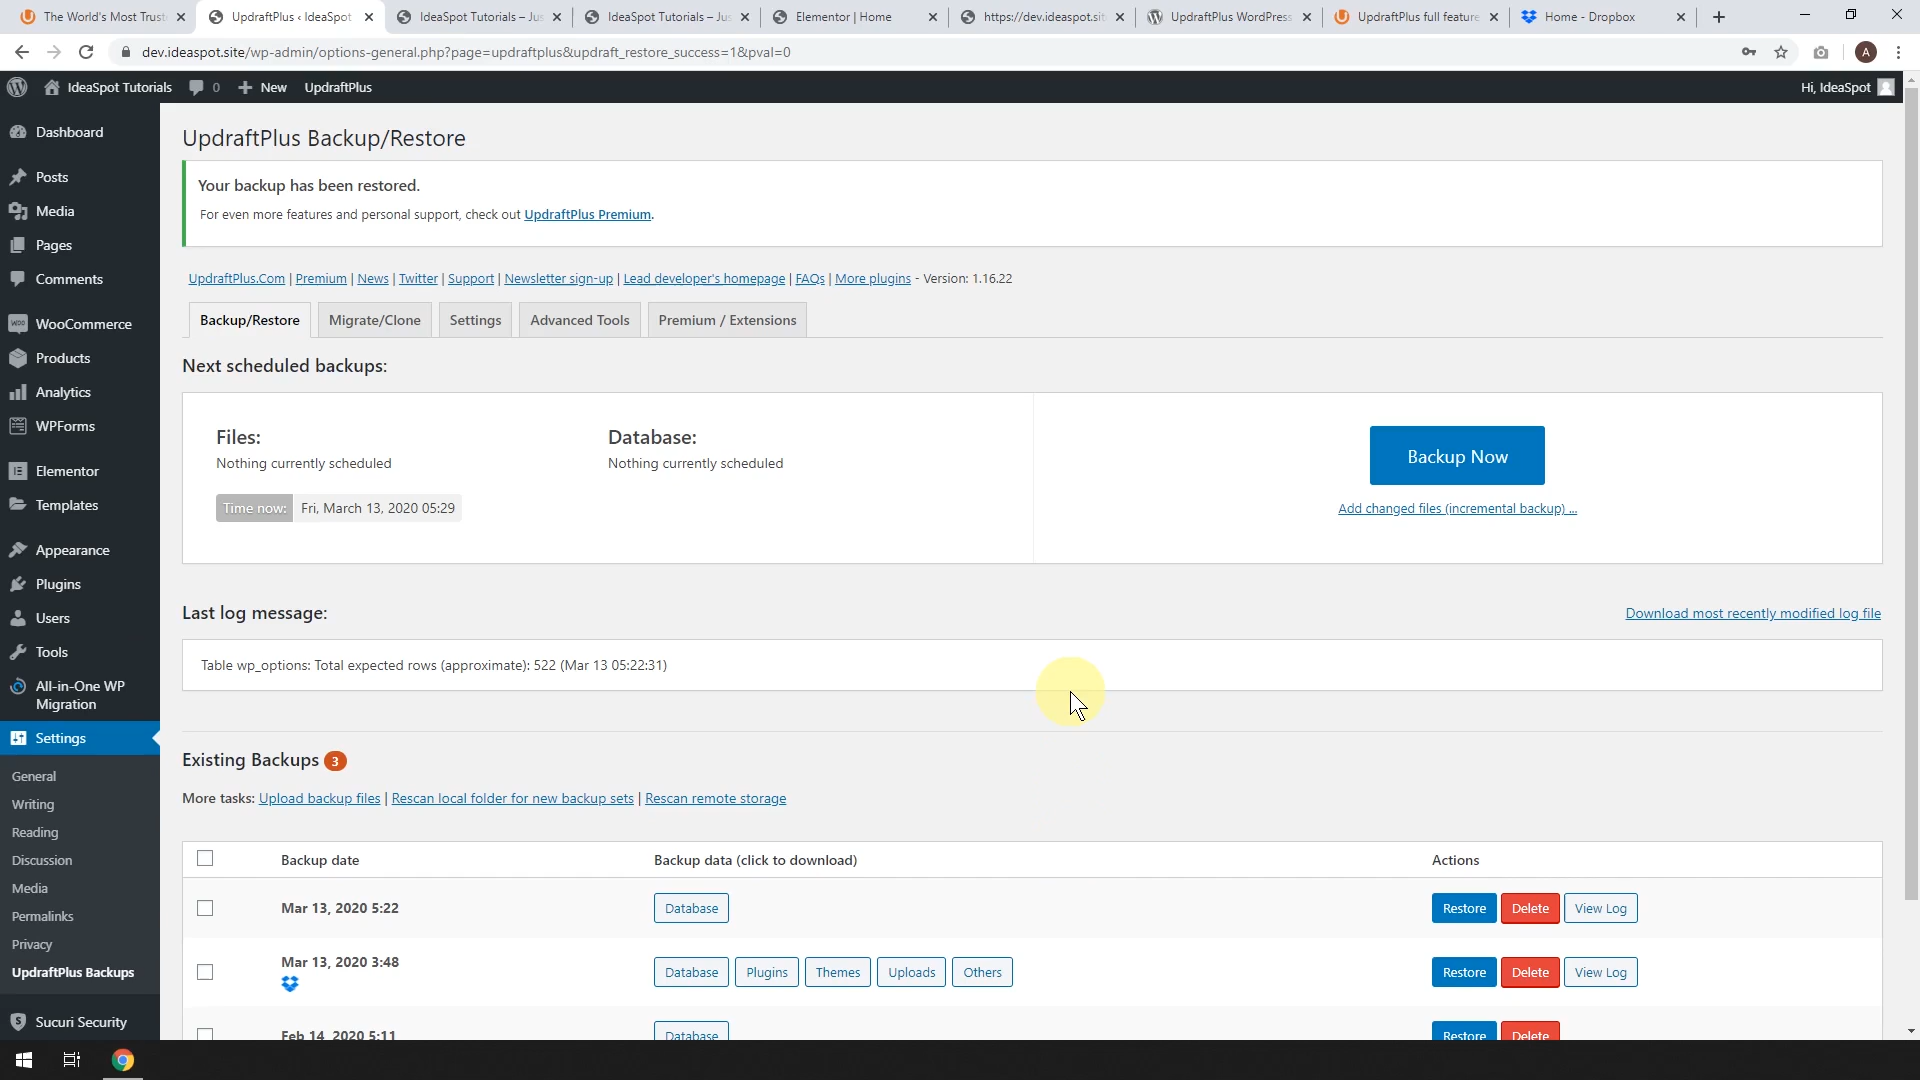 The World's Most Trust
UpdraftPlus ‹ IdeaSpot
IdeaSpot Tutorials – Jus
IdeaSpot Tutorials – Jus
Elementor | Home
https://dev.ideaspot.sit
UpdraftPlus WordPress
UpdraftPlus full feature
Home - Dropbox
dev.ideaspot.site/wp-admin/options-general.php?page=updraftplus&updraft_restore_success=1&pval=0
A
IdeaSpot Tutorials
0
New
UpdraftPlus
Hi, IdeaSpot
Dashboard
Posts
Media
Pages
Comments
WooCommerce
Products
Analytics
WPForms
Elementor
Templates
Appearance
Plugins
Users
Tools
All-in-One WP
Migration
Settings
General
Writing
Reading
Discussion
Media
Permalinks
Privacy
UpdraftPlus Backups
Sucuri Security
UpdraftPlus Backup/Restore
Your backup has been restored.
For even more features and personal support, check out UpdraftPlus Premium.
UpdraftPlus.Com | Premium | News | Twitter | Support | Newsletter sign-up | Lead developer's homepage | FAQs | More plugins - Version: 1.16.22
Backup/Restore
Migrate/Clone
Settings
Advanced Tools
Premium / Extensions
Next scheduled backups:
Files:
Nothing currently scheduled
Database:
Nothing currently scheduled
Time now: Fri, March 13, 2020 05:29
Backup Now
Add changed files (incremental backup) ...
Last log message:
Download most recently modified log file
Table wp_options: Total expected rows (approximate): 522 (Mar 13 05:22:31)
Existing Backups 3
More tasks: Upload backup files | Rescan local folder for new backup sets | Rescan remote storage
Backup date
Backup data (click to download)
Actions
Mar 13, 2020 5:22
Database
Restore
Delete
View Log
Mar 13, 2020 3:48
Database
Plugins
Themes
Uploads
Others
Restore
Delete
View Log
Feb 14, 2020 5:11
Database
Restore
Delete